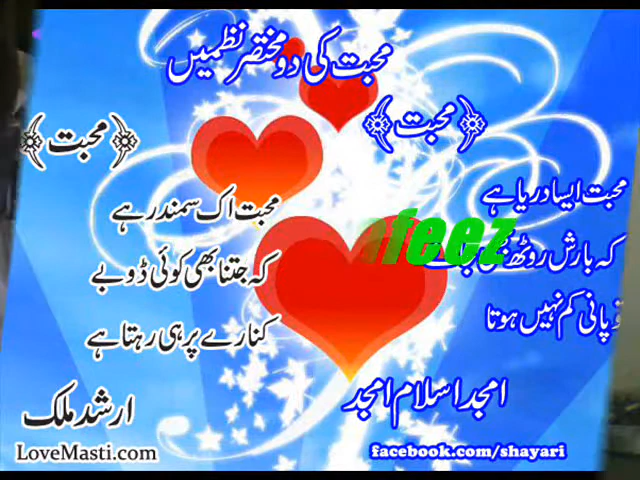 محبت کی دو مختصر نظمیں
﴿محبت﴾
محبت ایسا دریا ہے
کہ بارش روٹھ بھی جائے
تو پانی کم نہیں ہوتا
امجد اسلام امجد
facebook.com/shayari
﴿محبت﴾
محبت اک سمندر ہے
کہ جتنا بھی کوئی ڈوبے
کنارے پر ہی رہتا ہے
ارشد ملک
LoveMasti.com
afeez